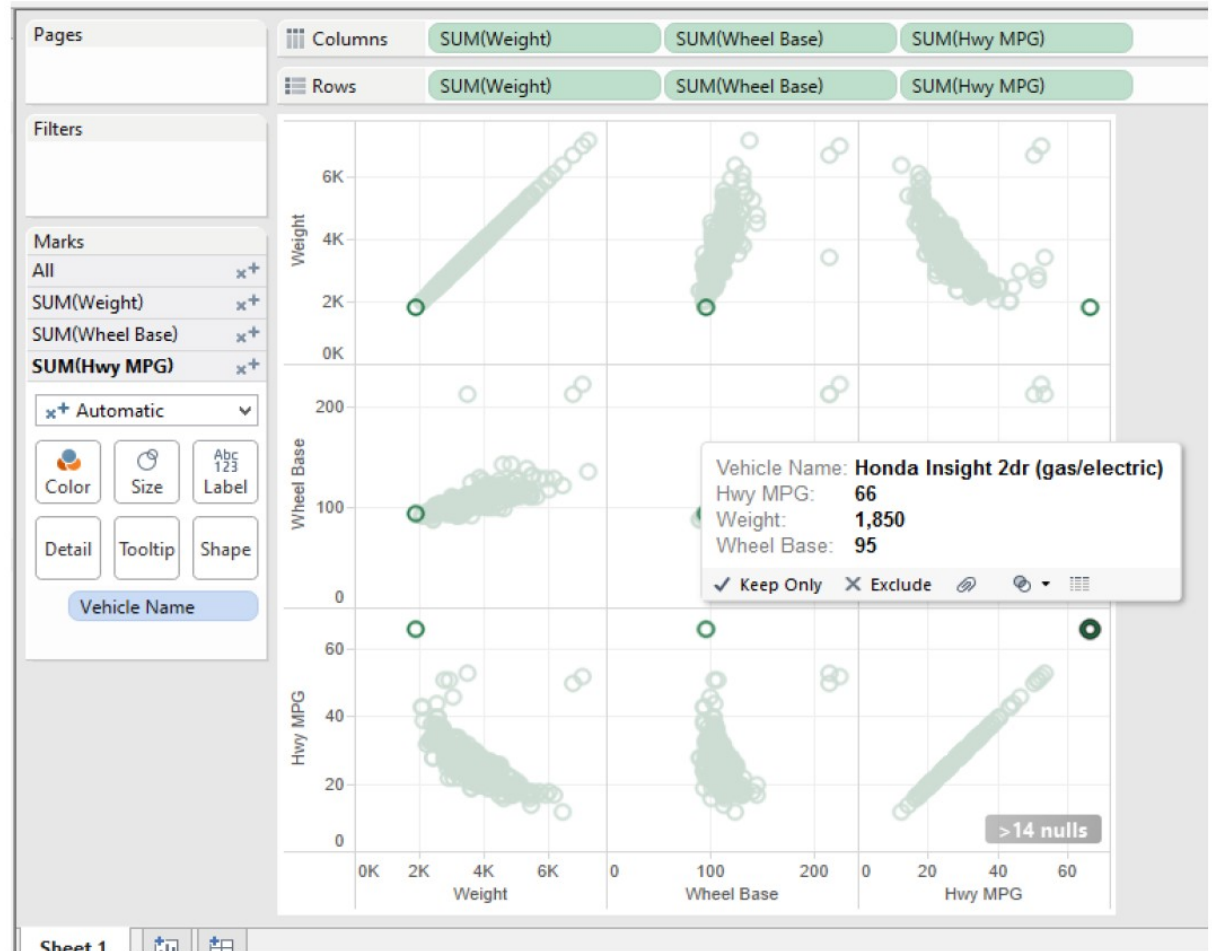 Pages
Columns SUM(Weight) SUM(Wheel Base) SUM(Hwy MPG)
Rows SUM(Weight) SUM(Wheel Base) SUM(Hwy MPG)
Filters
Marks
All
SUM(Weight)
SUM(Wheel Base)
SUM(Hwy MPG)
Automatic
Abc
123
Color Size Label
Detail Tooltip Shape
Vehicle Name
6K
4K
2K
0K
Weight
200
100
0
Wheel Base
60
40
20
0
Hwy MPG
Vehicle Name: Honda Insight 2dr (gas/electric)
Hwy MPG: 66
Weight: 1,850
Wheel Base: 95
Keep Only Exclude
>14 nulls
0K 2K 4K 6K 0 100 200 0 20 40 60
Weight Wheel Base Hwy MPG
Sheet 1